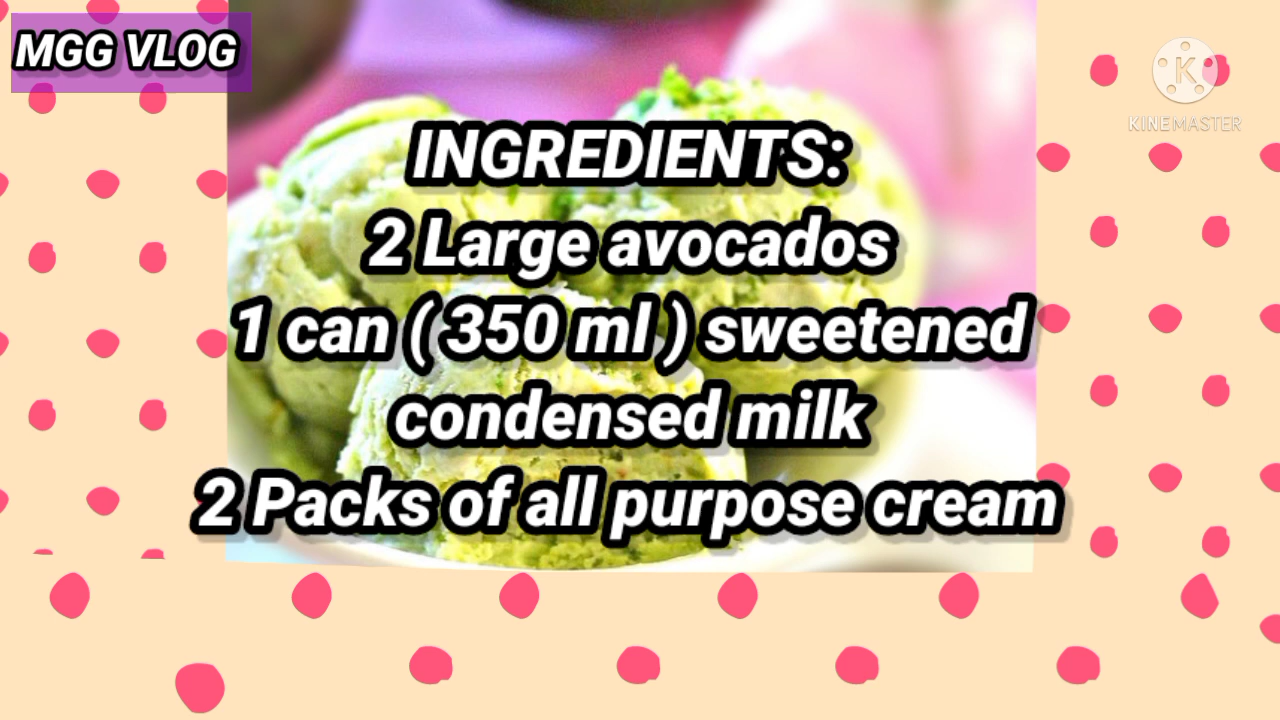 MGG VLOG
KINEMASTER
INGREDIENTS:
2 Large avocados
1 can ( 350 ml ) sweetened
condensed milk
2 Packs of all purpose cream